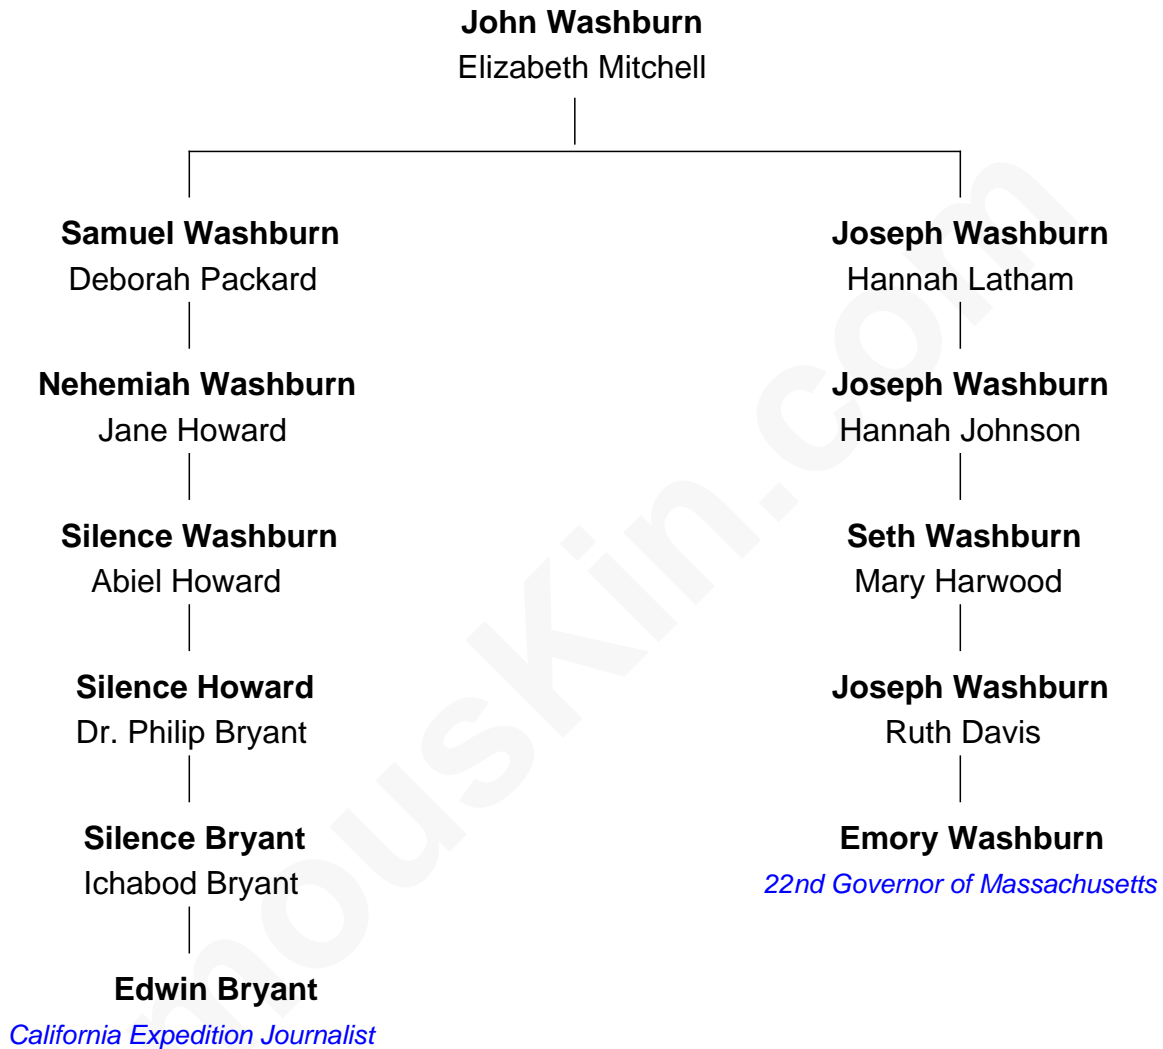 John Washburn
Elizabeth Mitchell
Samuel Washburn
Deborah Packard
Nehemiah Washburn
Jane Howard
Silence Washburn
Abiel Howard
Silence Howard
Dr. Philip Bryant
Silence Bryant
Ichabod Bryant
Edwin Bryant
California Expedition Journalist
Joseph Washburn
Hannah Latham
Joseph Washburn
Hannah Johnson
Seth Washburn
Mary Harwood
Joseph Washburn
Ruth Davis
Emory Washburn
22nd Governor of Massachusetts
mousKin.com